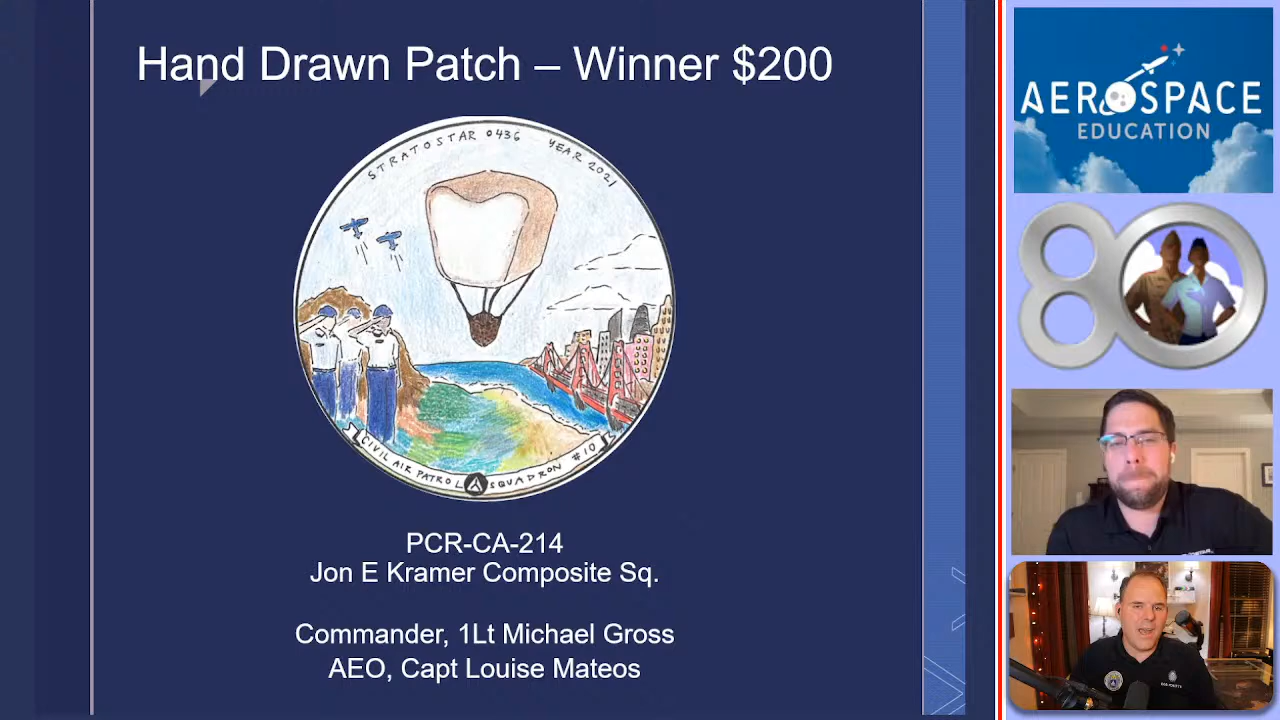 Hand Drawn Patch – Winner $200
STRATOSTAR 0436 YEAR 2021
CIVIL AIR PATROL SQUADRON #10
PCR-CA-214
Jon E Kramer Composite Sq.
Commander, 1Lt Michael Gross
AEO, Capt Louise Mateos
AEROSPACE
EDUCATION
80